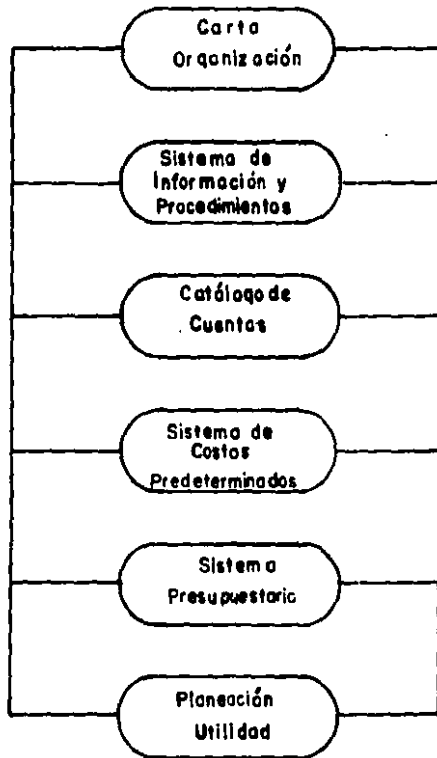 Carta
Organización
Sistema de
Información y
Procedimientos
Catálogo de
Cuentas
Sistema de
Costos
Predeterminados
Sistema
Presupuestario
Planeación
Utilidad